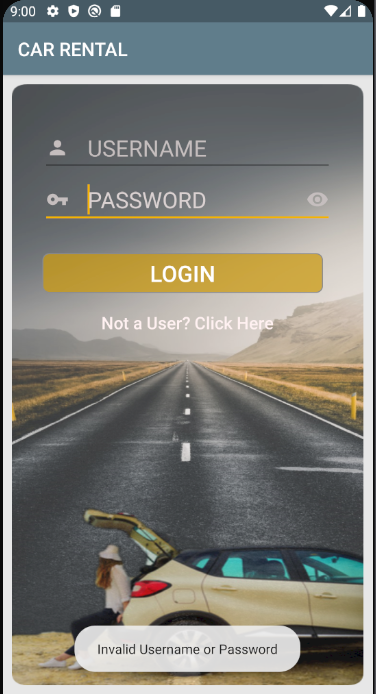 9:00
CAR RENTAL
USERNAME
PASSWORD
LOGIN
Not a User? Click Here
Invalid Username or Password